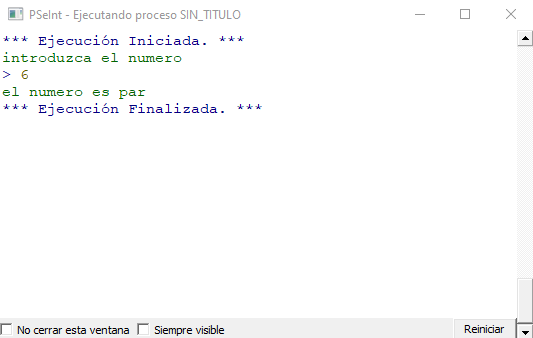 PSeInt - Ejecutando proceso SIN_TITULO
*** Ejecución Iniciada. ***
introduzca el numero
> 6
el numero es par
*** Ejecución Finalizada. ***
No cerrar esta ventana
Siempre visible
Reiniciar